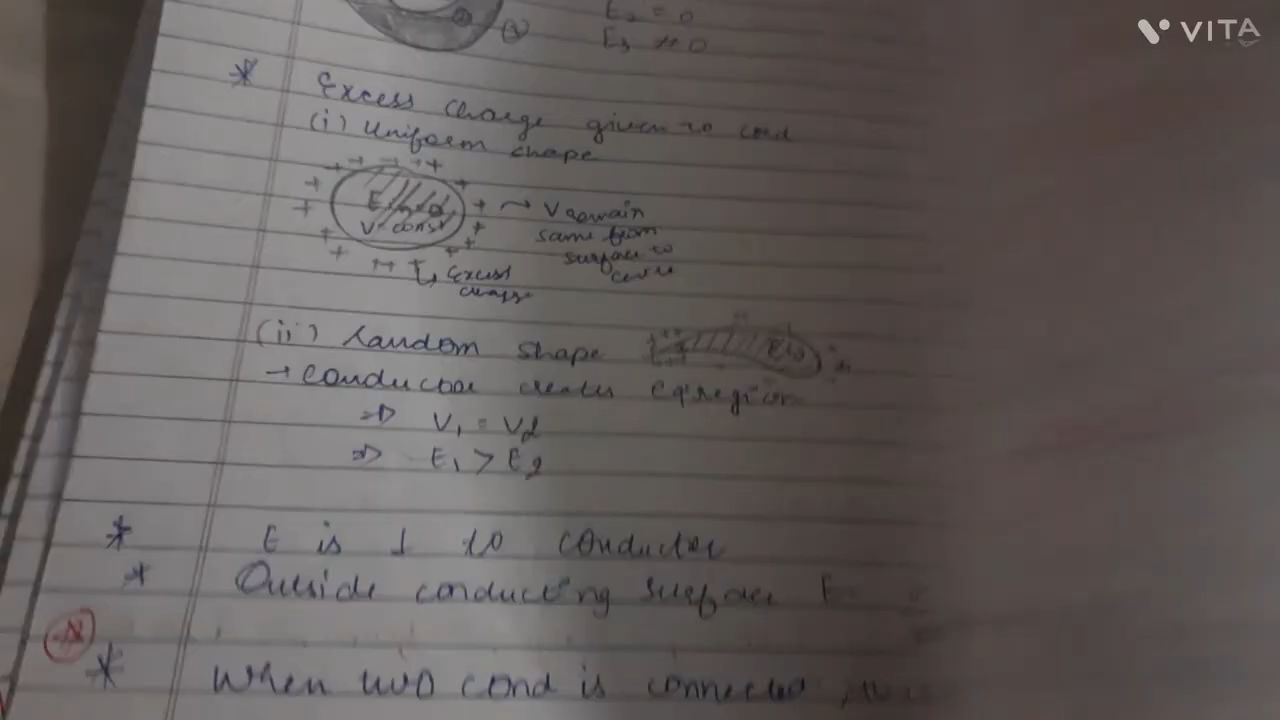 VITA
E₂ = 0
E₃ ≠ 0
* Excess charge given to cond
(i) Uniform shape
E
V const
→ V remain
same from
surface to
centre
Excess
charge
(ii) Random shape
→ conductor creates eq. region
⇒ V₁ = V₂
⇒ E₁ > E₂
* E is ⊥ to conductor
* Outside conducting surface E
* When two cond is connected